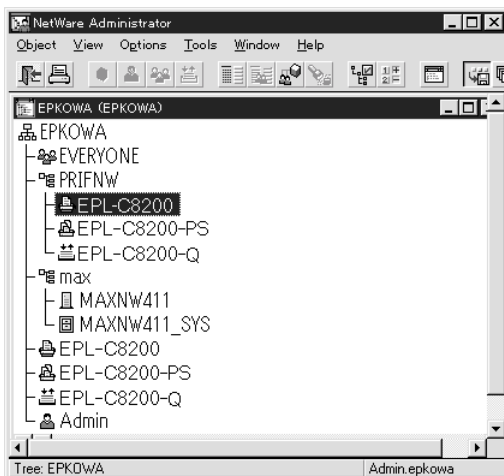 NetWare Administrator
Object View Options Tools Window Help
EPKOWA (EPKOWA)
EPKOWA
EVERYONE
PRIFNW
EPL-C8200
EPL-C8200-PS
EPL-C8200-Q
max
MAXNW411
MAXNW411_SYS
EPL-C8200
EPL-C8200-PS
EPL-C8200-Q
Admin
Tree: EPKOWA Admin.epkowa